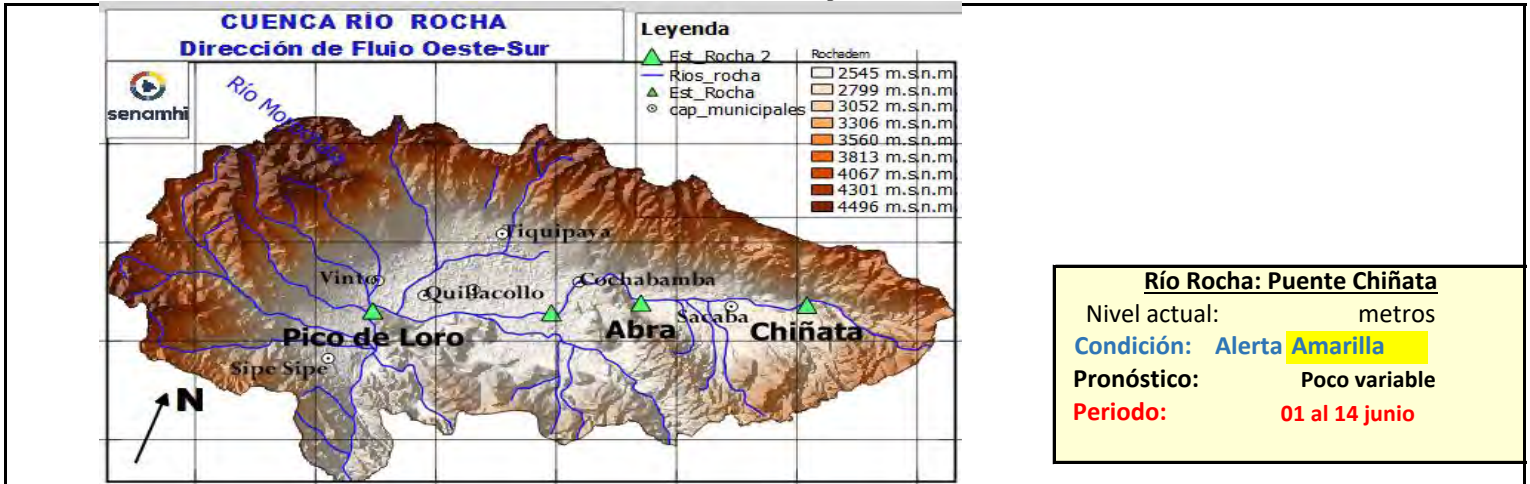 CUENCA RÍO ROCHA
Dirección de Flujo Oeste-Sur
senamhi
Leyenda
Est_Rocha 2
Rios_rocha
Est_Rocha
cap_municipales
Rochadem
2545 m.s.n.m.
2799 m.s.n.m.
3052 m.s.n.m.
3306 m.s.n.m.
3560 m.s.n.m.
3813 m.s.n.m.
4067 m.s.n.m.
4301 m.s.n.m.
4496 m.s.n.m.
Río Morochata
Tiquipaya
Vinto
Quillacollo
Cochabamba
Sacaba
Pico de Loro
Abra
Chiñata
Sipe Sipe
N
Río Rocha: Puente Chiñata
Nivel actual: metros
Condición: Alerta Amarilla
Pronóstico: Poco variable
Periodo: 01 al 14 junio